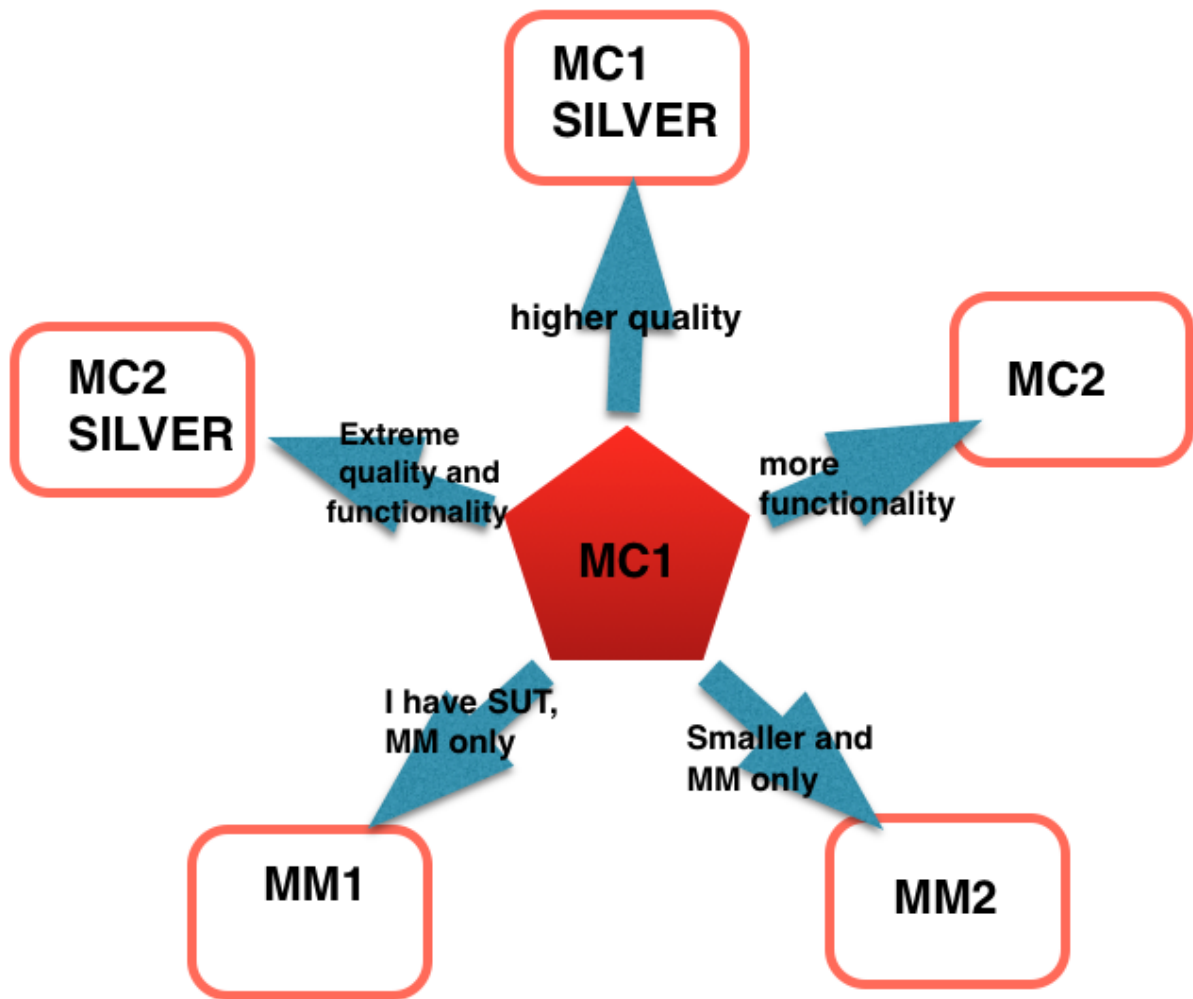 MC1
SILVER
higher quality
MC2
SILVER
Extreme
quality and
functionality
MC2
more
functionality
MC1
I have SUT,
MM only
Smaller and
MM only
MM1
MM2